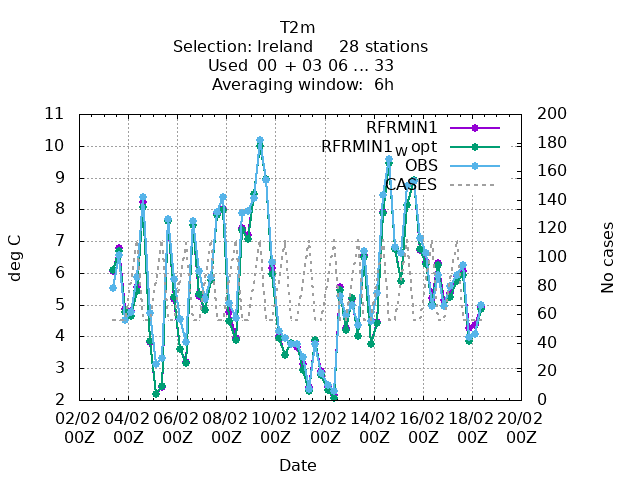 T2m
Selection: Ireland 28 stations
Used 00 + 03 06 ... 33
Averaging window: 6h
RFRMIN1
RFRMIN1w opt
OBS
CASES
deg C
11
10
9
8
7
6
5
4
3
2
No cases
200
180
160
140
120
100
80
60
40
20
0
02/02 04/02 06/02 08/02 10/02 12/02 14/02 16/02 18/02 20/02
00Z 00Z 00Z 00Z 00Z 00Z 00Z 00Z 00Z 00Z
Date